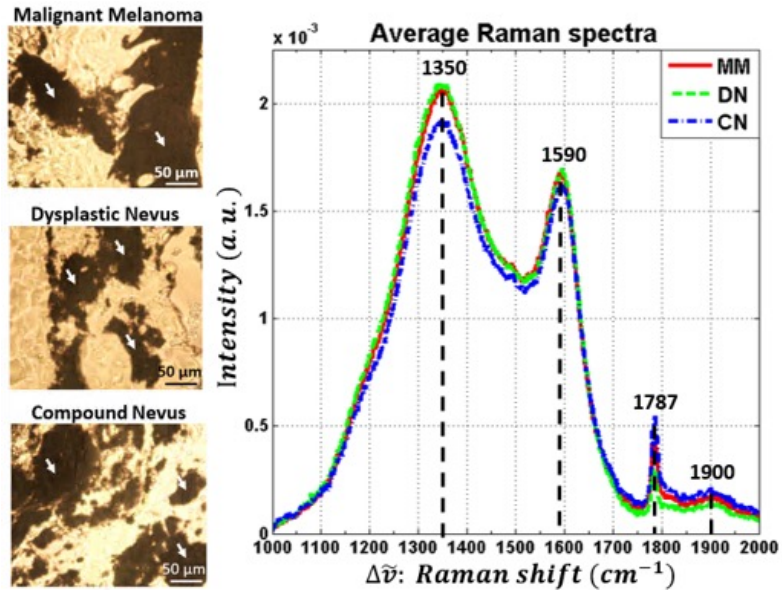 Malignant Melanoma
50 μm
Dysplastic Nevus
50 μm
Compound Nevus
50 μm
× 10⁻³
Average Raman spectra
MM
DN
CN
1350
1590
1787
1900
2
1.5
1
0.5
0
Intensity (a. u.)
1000 1100 1200 1300 1400 1500 1600 1700 1800 1900 2000
Δṽ: Raman shift (cm⁻¹)